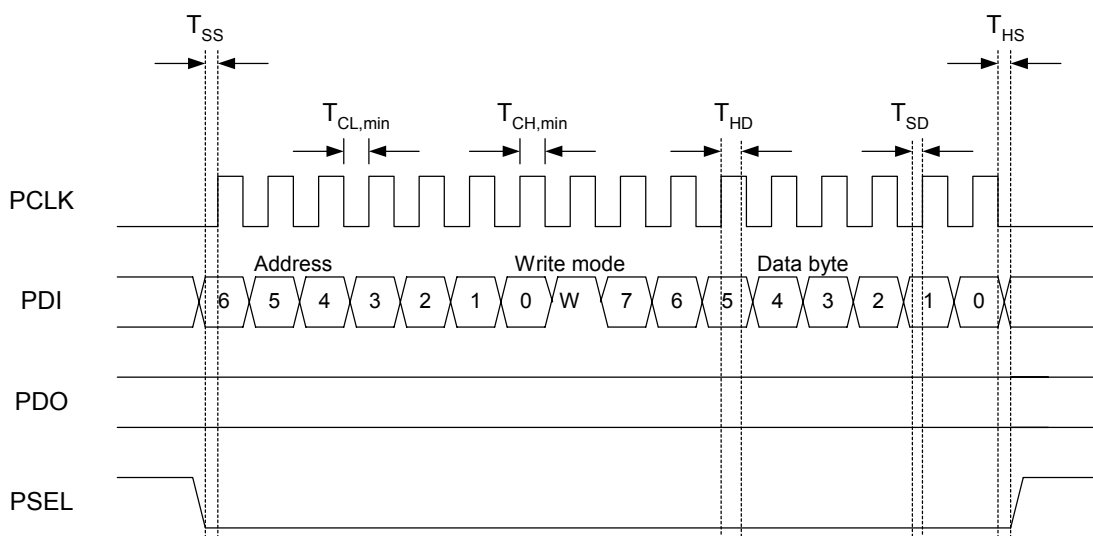 T_SS T_HS
T_CL,min T_CH,min T_HD T_SD
PCLK
Address Write mode Data byte
PDI 6 5 4 3 2 1 0 W 7 6 5 4 3 2 1 0
PDO
PSEL